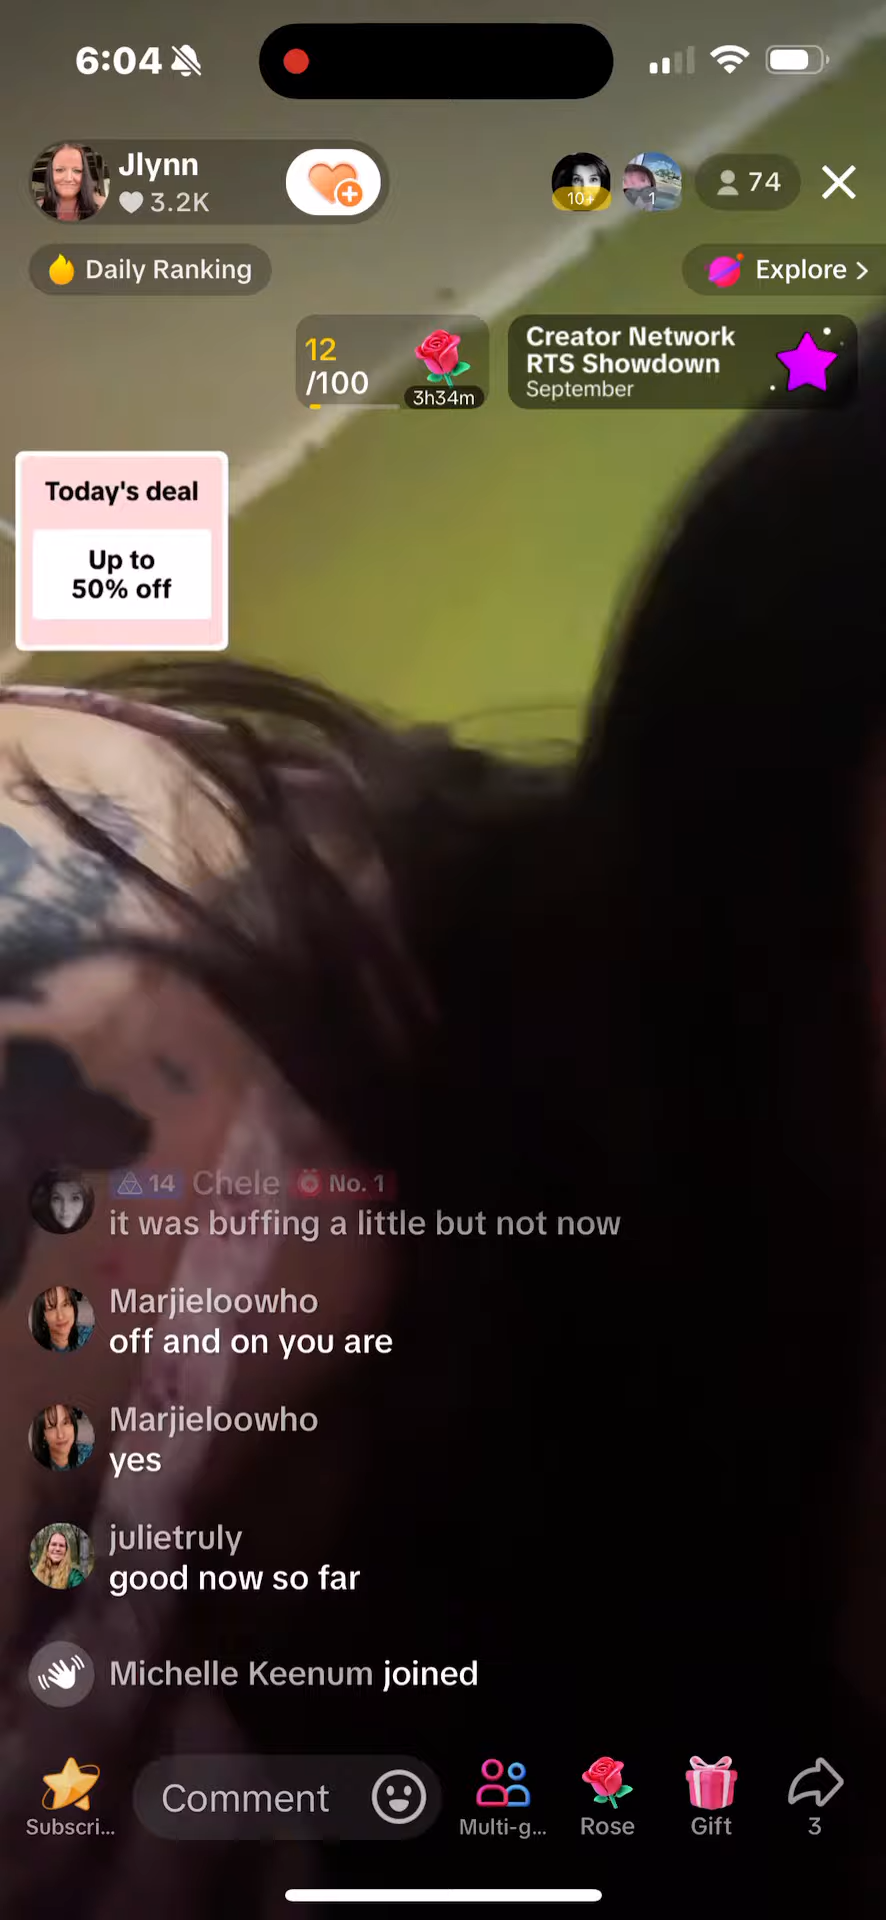 6:04
Jlynn
3.2K
10+
1
74
Daily Ranking
Explore >
12
/100
3h34m
Creator Network
RTS Showdown
September
Today's deal
Up to
50% off
14 Chele No. 1
it was buffing a little but not now
Marjieloowho
off and on you are
Marjieloowho
yes
julietruly
good now so far
Michelle Keenum joined
Subscri...
Comment
Multi-g...
Rose
Gift
3